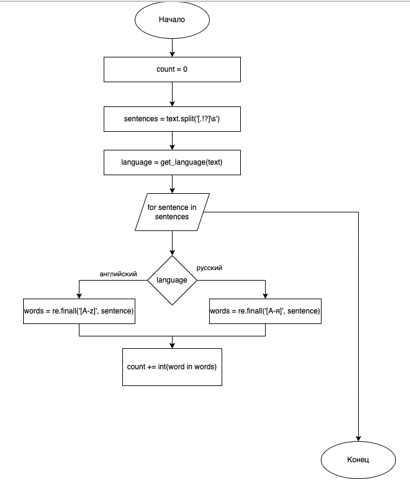 Начало
count = 0
sentences = text.split('[.!?]\s')
language = get_language(text)
for sentence in
sentences
английский
русский
language
words = re.finall('[A-z]', sentence)
words = re.finall('[А-я]', sentence)
count += int(word in words)
Конец